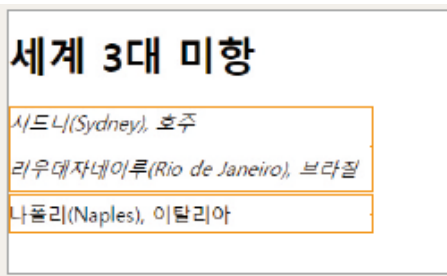 세계 3대 미항
시드니(Sydney), 호주
리우데자네이루(Rio de Janeiro), 브라질
나폴리(Naples), 이탈리아